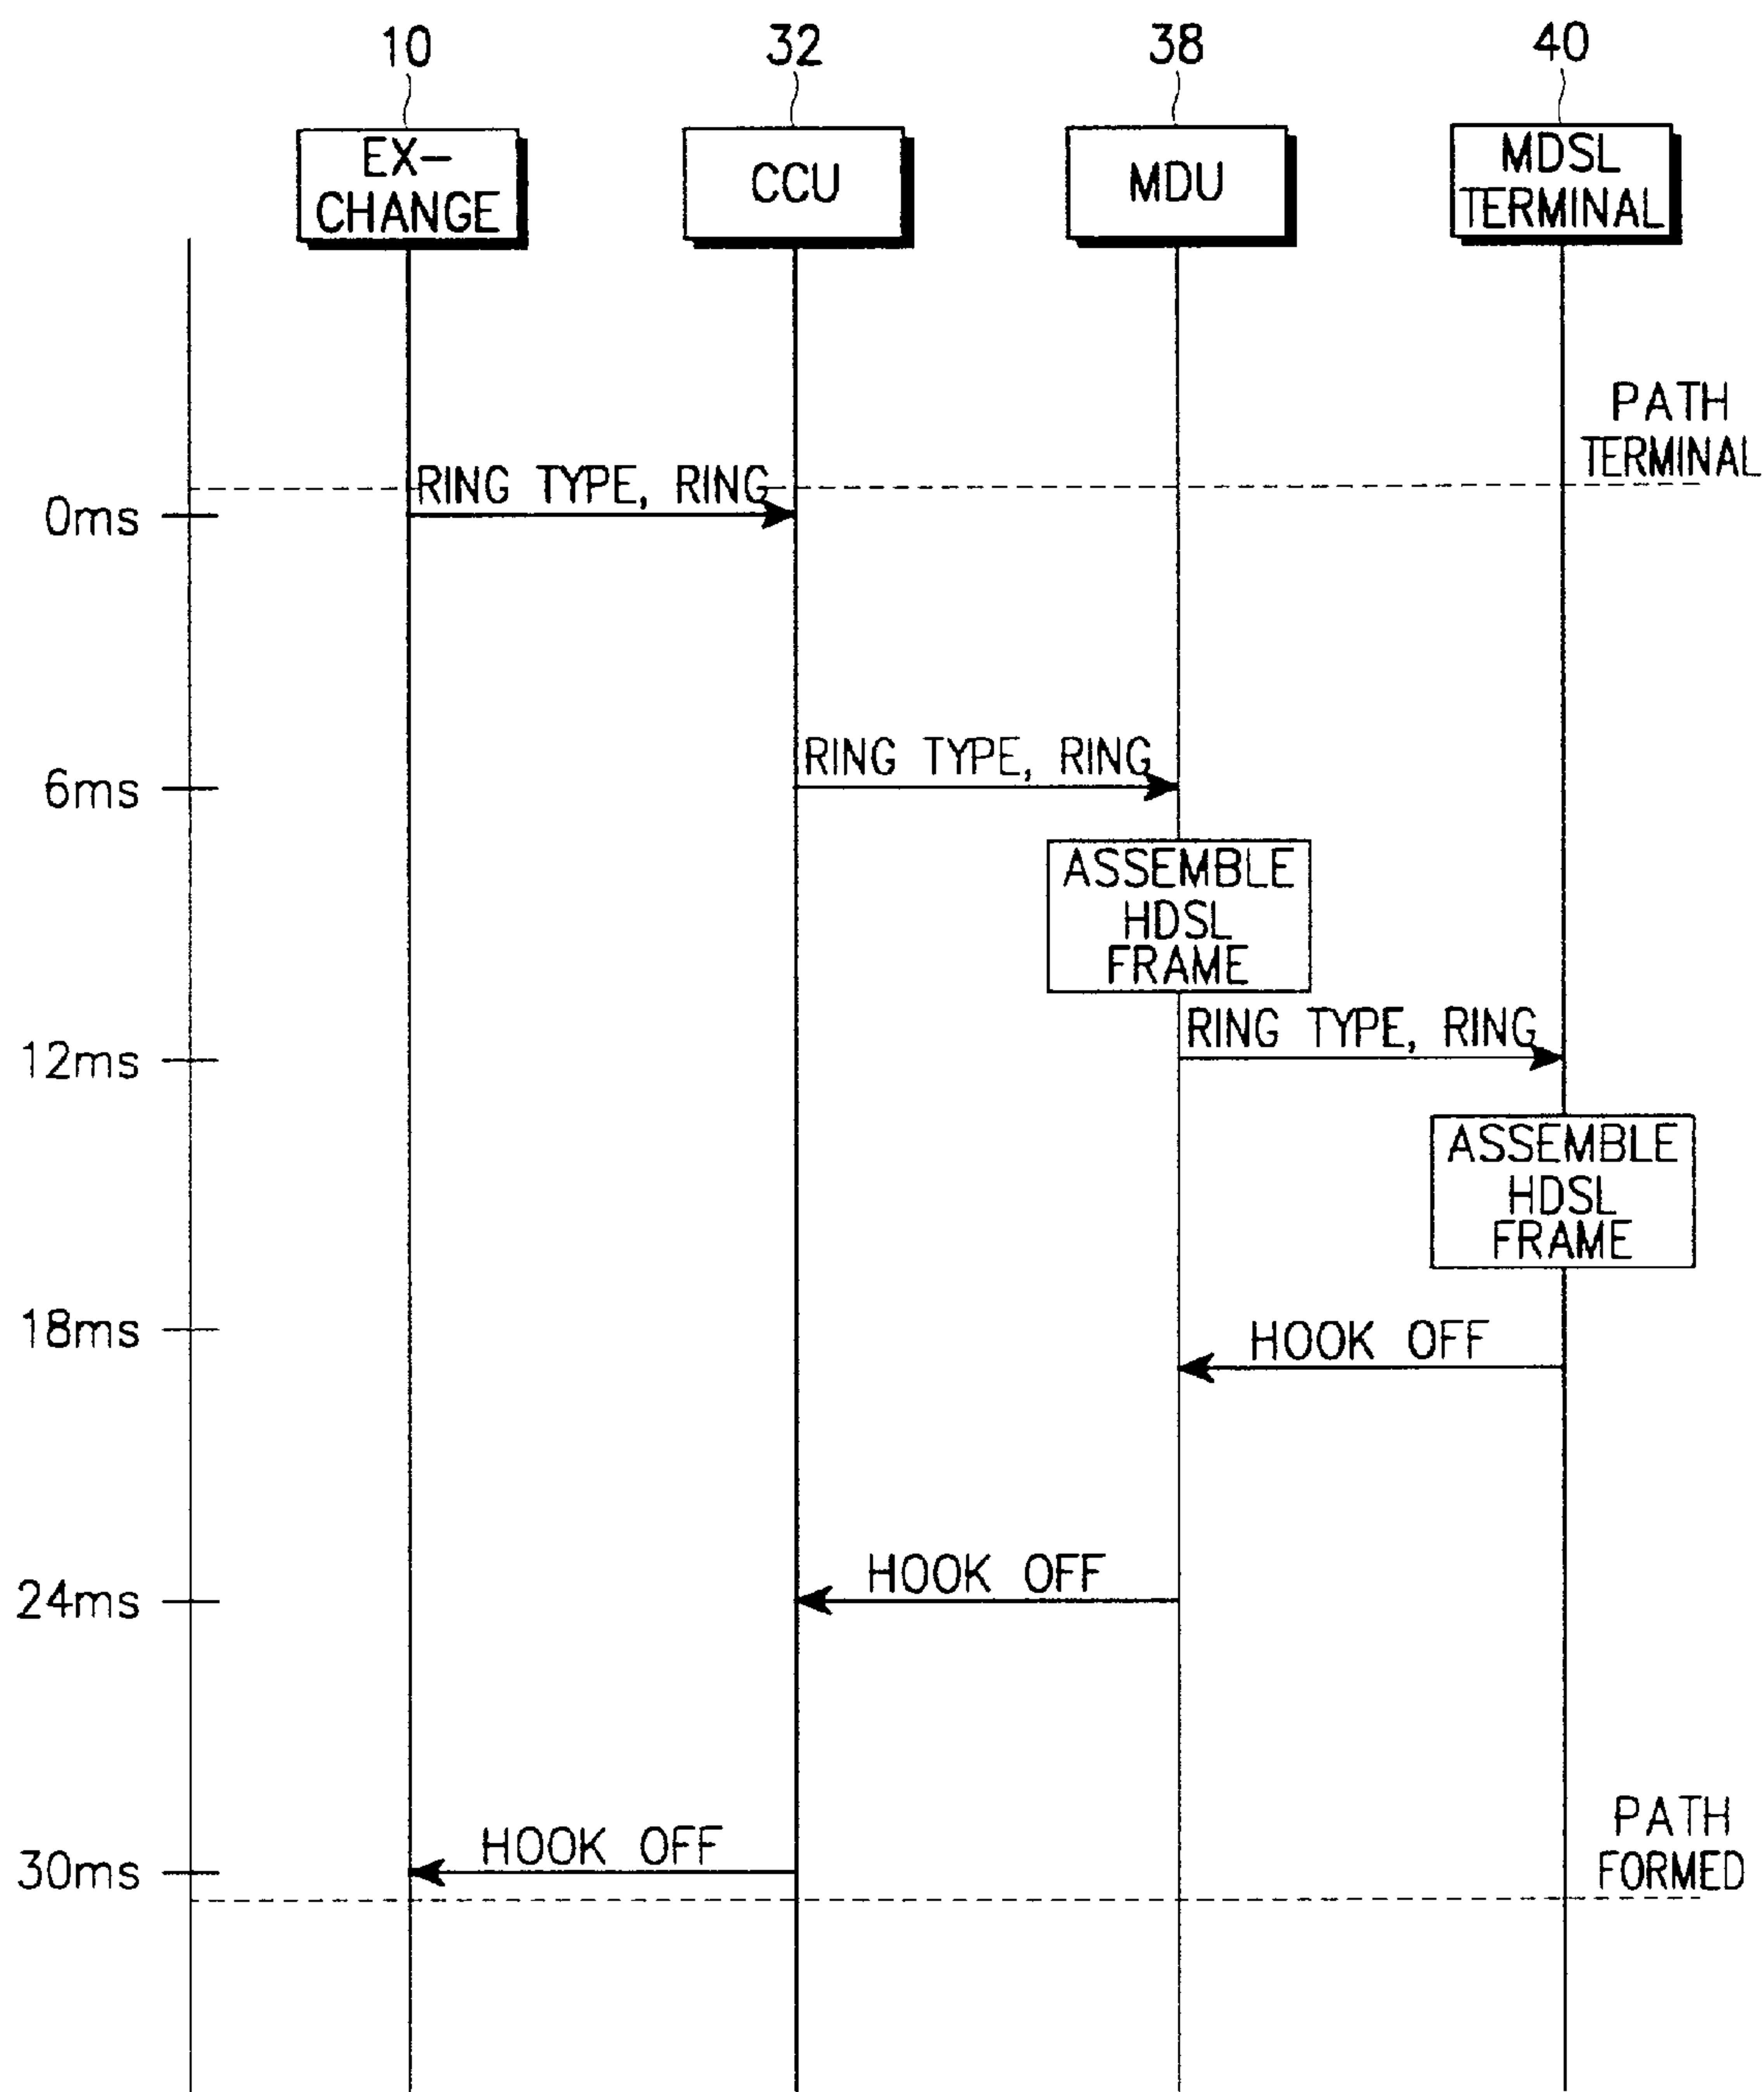 10
32
38
40
EX-
CHANGE
CCU
MDU
MDSL
TERMINAL
PATH
TERMINAL
RING TYPE, RING
0ms
RING TYPE, RING
6ms
ASSEMBLE
HDSL
FRAME
RING TYPE, RING
12ms
ASSEMBLE
HDSL
FRAME
18ms
HOOK OFF
HOOK OFF
24ms
PATH
FORMED
HOOK OFF
30ms